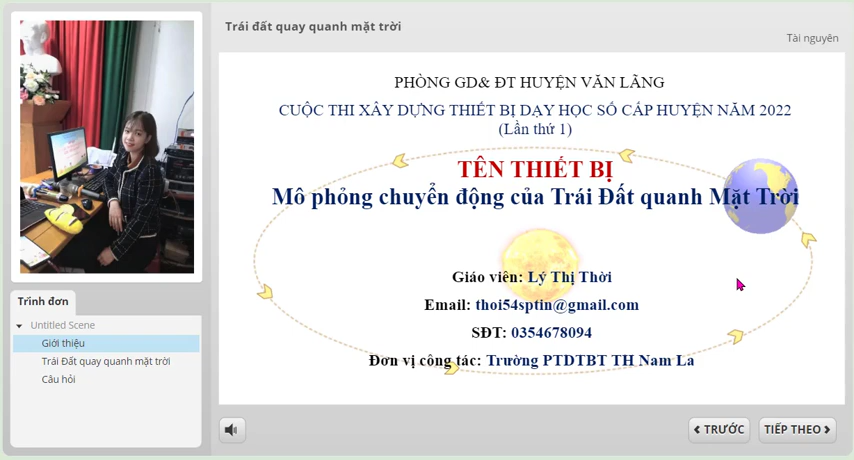 Trái đất quay quanh mặt trời
Tài nguyên
PHÒNG GD& ĐT HUYỆN VĂN LÃNG
CUỘC THI XÂY DỰNG THIẾT BỊ DẠY HỌC SỐ CẤP HUYỆN NĂM 2022
(Lần thứ 1)
TÊN THIẾT BỊ
Mô phỏng chuyển động của Trái Đất quanh Mặt Trời
Giáo viên: Lý Thị Thời
Email: thoi54sptin@gmail.com
SĐT: 0354678094
Đơn vị công tác: Trường PTDTBT TH Nam La
Trình đơn
Untitled Scene
Giới thiệu
Trái Đất quay quanh mặt trời
Câu hỏi
TRƯỚC
TIẾP THEO